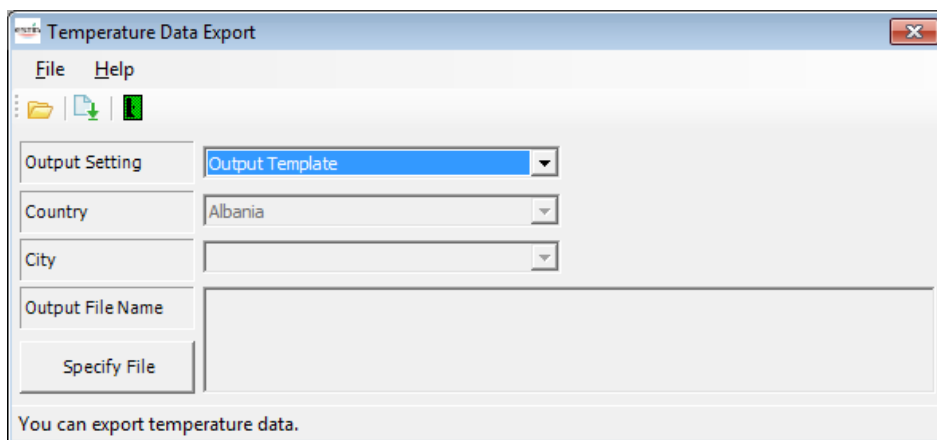 Temperature Data Export
File Help
Output Setting Output Template
Country Albania
City
Output File Name
Specify File
You can export temperature data.